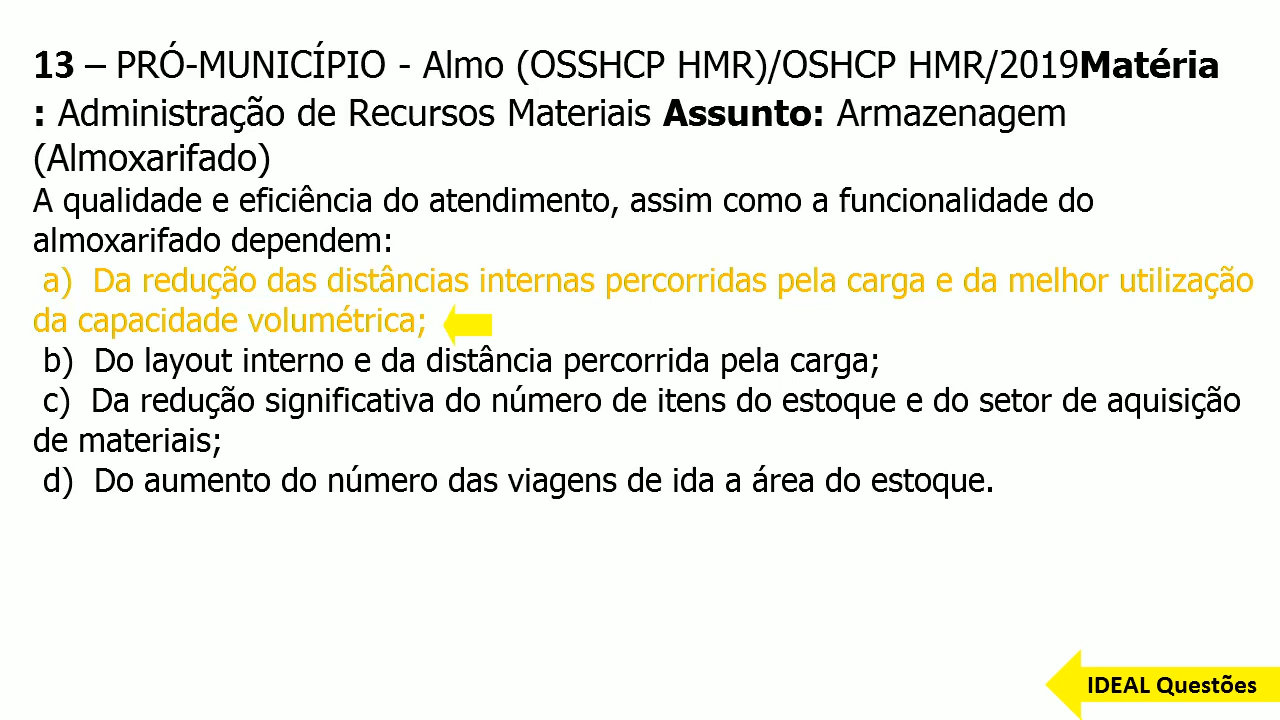 13 – PRÓ-MUNICÍPIO - Almo (OSSHCP HMR)/OSHCP HMR/2019Matéria
: Administração de Recursos Materiais Assunto: Armazenagem
(Almoxarifado)
A qualidade e eficiência do atendimento, assim como a funcionalidade do
almoxarifado dependem:
a) Da redução das distâncias internas percorridas pela carga e da melhor utilização
da capacidade volumétrica;
b) Do layout interno e da distância percorrida pela carga;
c) Da redução significativa do número de itens do estoque e do setor de aquisição
de materiais;
d) Do aumento do número das viagens de ida a área do estoque.
IDEAL Questões